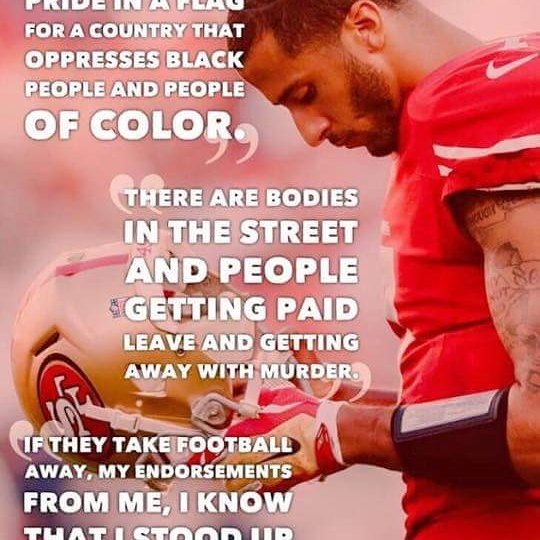 PRIDE IN A FLAG
FOR A COUNTRY THAT
OPPRESSES BLACK
PEOPLE AND PEOPLE
OF COLOR.”
“THERE ARE BODIES
IN THE STREET
AND PEOPLE
GETTING PAID
LEAVE AND GETTING
AWAY WITH MURDER.”
“IF THEY TAKE FOOTBALL
AWAY, MY ENDORSEMENTS
FROM ME, I KNOW
THAT I STOOD UP
NFL
SF